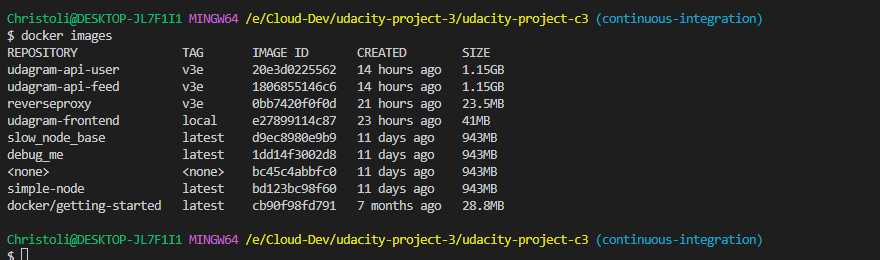 Christoli@DESKTOP-JL7F1I1 MINGW64 /e/Cloud-Dev/udacity-project-3/udacity-project-c3 (continuous-integration)
$ docker images
REPOSITORY TAG IMAGE ID CREATED SIZE
udagram-api-user v3e 20e3d0225562 14 hours ago 1.15GB
udagram-api-feed v3e 1806855146c6 14 hours ago 1.15GB
reverseproxy v3e 0bb7420f0f0d 21 hours ago 23.5MB
udagram-frontend local e27899114c87 23 hours ago 41MB
slow_node_base latest d9ec8980e9b9 11 days ago 943MB
debug_me latest 1dd14f3002d8 11 days ago 943MB
<none> <none> bc45c4abbfc0 11 days ago 943MB
simple-node latest bd123bc98f60 11 days ago 943MB
docker/getting-started latest cb90f98fd791 7 months ago 28.8MB
Christoli@DESKTOP-JL7F1I1 MINGW64 /e/Cloud-Dev/udacity-project-3/udacity-project-c3 (continuous-integration)
$